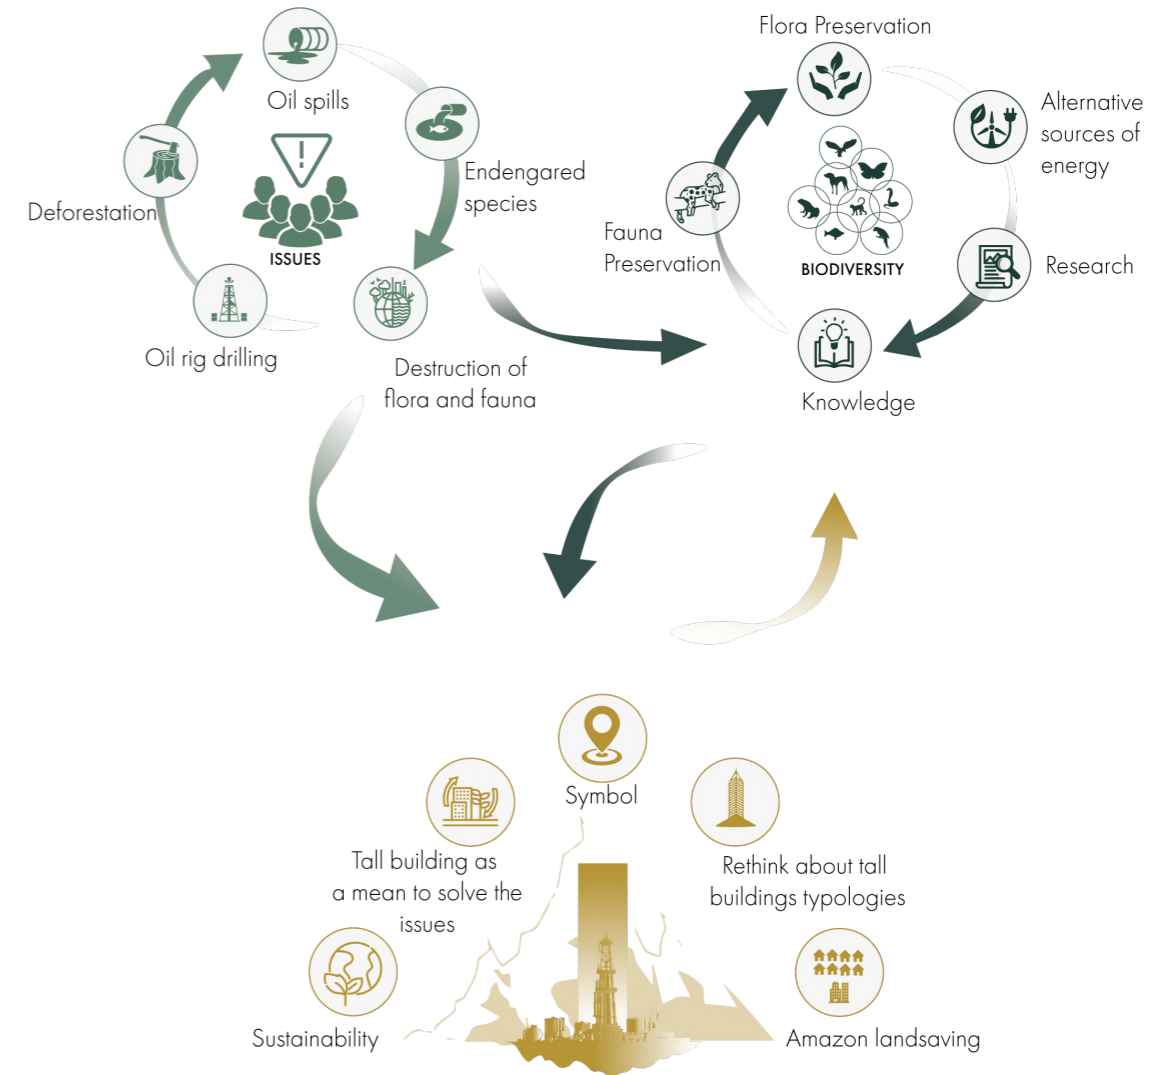 Oil spills
Endengared
species
Deforestation
ISSUES
Oil rig drilling
Destruction of
flora and fauna
Flora Preservation
Alternative
sources of
energy
Fauna
Preservation
BIODIVERSITY
Research
Knowledge
Symbol
Tall building as
a mean to solve the
issues
Rethink about tall
buildings typologies
Sustainability
Amazon landsaving